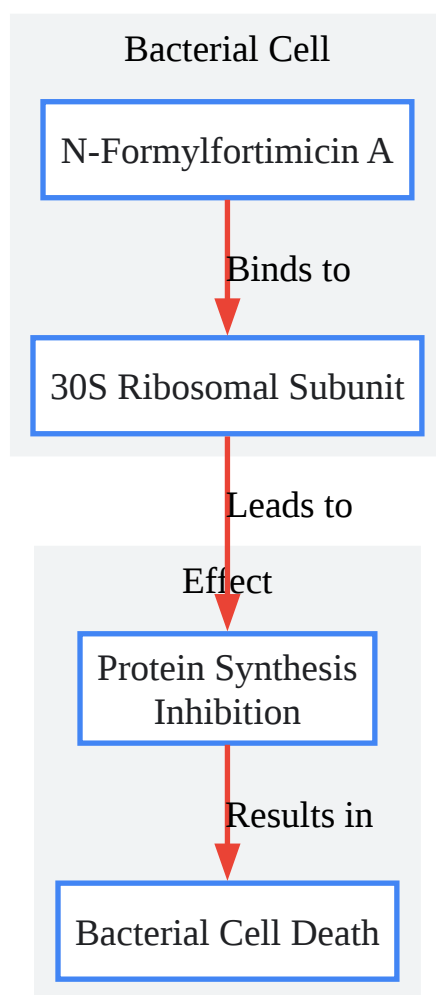 Bacterial Cell
N-Formylfortimicin A
Binds to
30S Ribosomal Subunit
Leads to
Effect
Protein Synthesis
Inhibition
Results in
Bacterial Cell Death